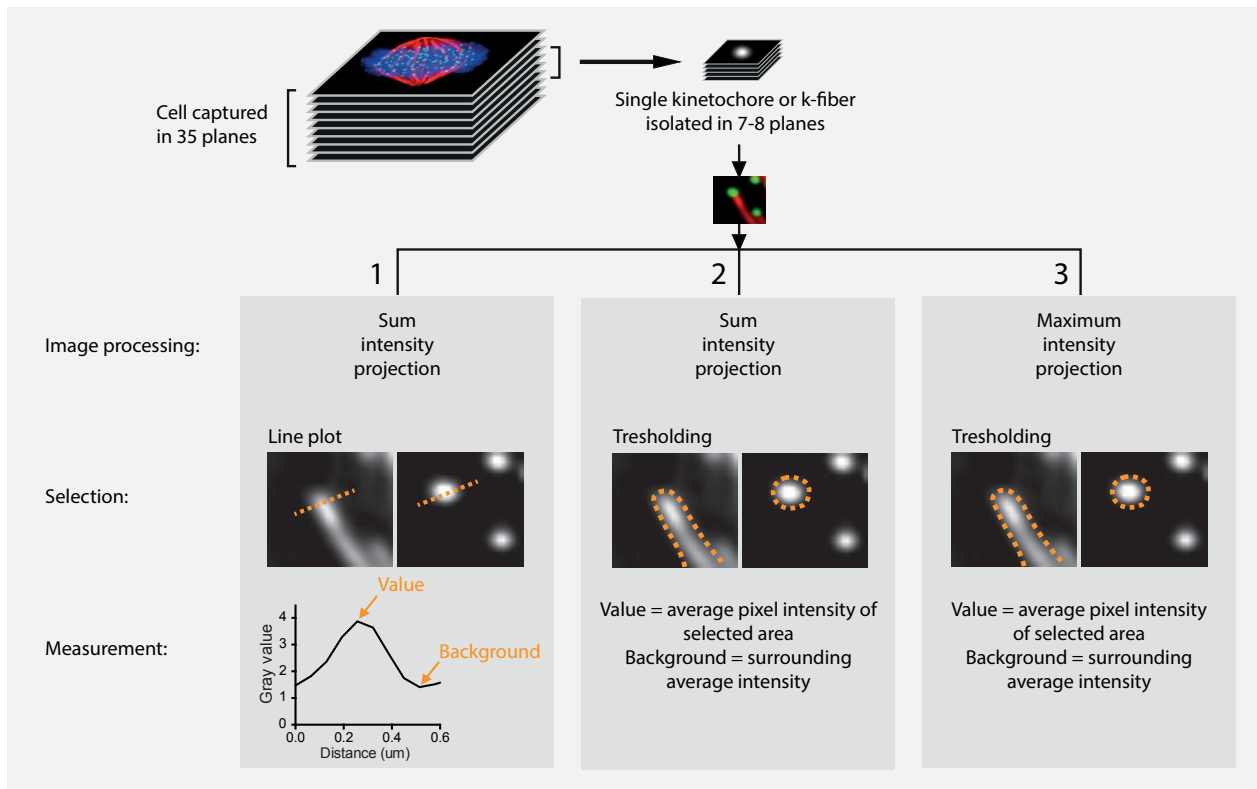 Cell captured
in 35 planes
Single kinetochore or k-fiber
isolated in 7-8 planes
1
2
3
Image processing:
Sum
intensity
projection
Sum
intensity
projection
Maximum
intensity
projection
Selection:
Line plot
Tresholding
Tresholding
Measurement:
Value
Background
Gray value
4
3
2
1
0
0.0
0.2
0.4
0.6
Distance (um)
Value = average pixel intensity of
selected area
Background = surrounding
average intensity
Value = average pixel intensity
of selected area
Background = surrounding
average intensity